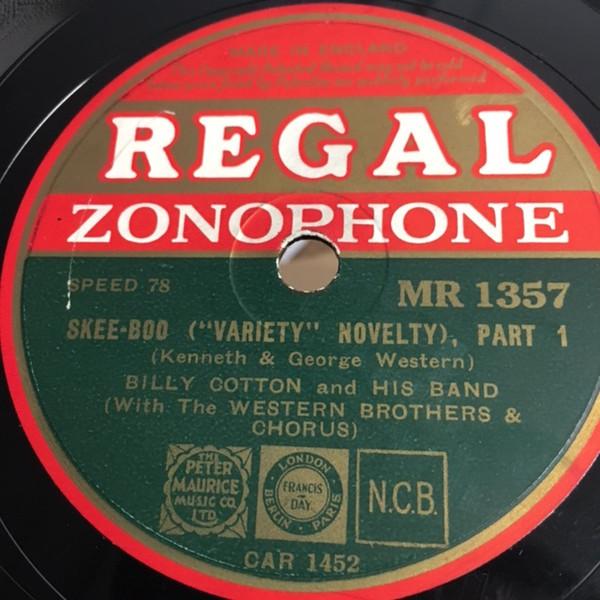 MADE IN ENGLAND
REGAL
ZONOPHONE
SPEED 78
MR 1357
SKEE-BOO ("VARIETY" NOVELTY), PART 1
(Kenneth & George Western)
BILLY COTTON and HIS BAND
(With The WESTERN BROTHERS &
CHORUS)
THE
PETER
MAURICE
MUSIC CO.
LTD.
LONDON
FRANCIS
DAY.
BERLIN · PARIS
N.C.B.
CAR 1452